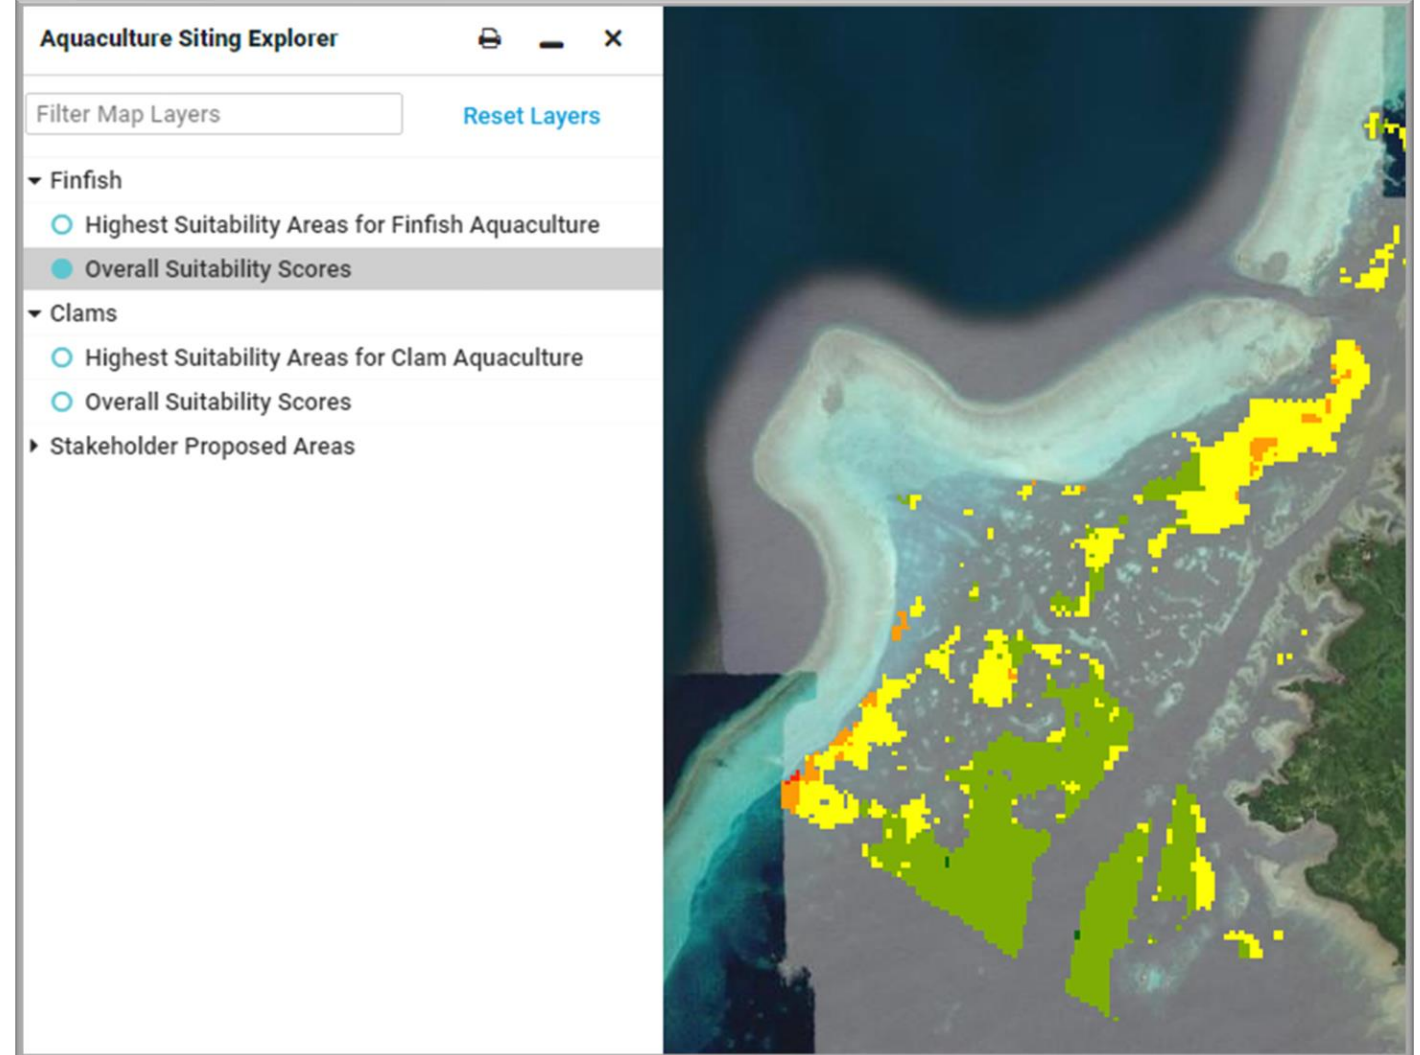 Aquaculture Siting Explorer
Filter Map Layers
Reset Layers
Finfish
Highest Suitability Areas for Finfish Aquaculture
Overall Suitability Scores
Clams
Highest Suitability Areas for Clam Aquaculture
Overall Suitability Scores
Stakeholder Proposed Areas